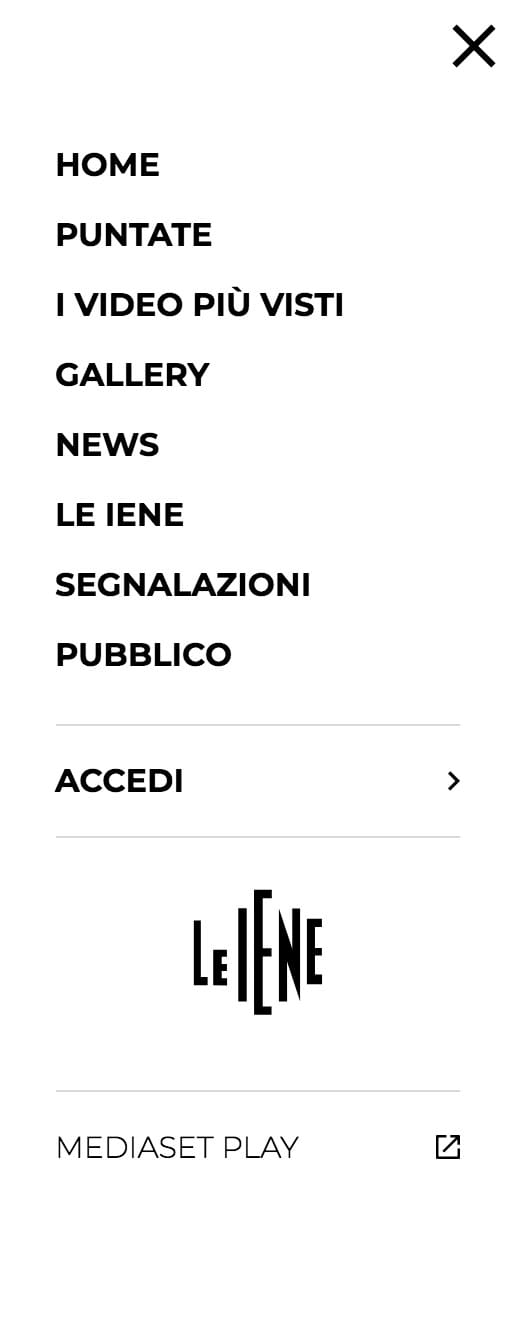 HOME
PUNTATE
I VIDEO PIÙ VISTI
GALLERY
NEWS
LE IENE
SEGNALAZIONI
PUBBLICO
ACCEDI
Le IENE
MEDIASET PLAY